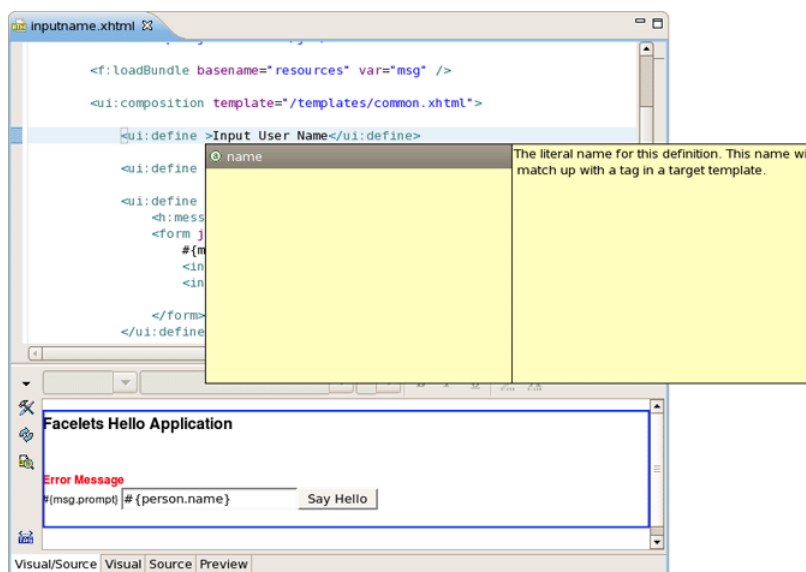 inputname.xhtml
<f:loadBundle basename="resources" var="msg" />
<ui:composition template="/templates/common.xhtml">
<ui:define >Input User Name</ui:define>
name
The literal name for this definition. This name wi
match up with a tag in a target template.
<ui:define
<ui:define
<h:mess
<form j
#{m
<in
<in
</form>
</ui:define
Facelets Hello Application
Error Message
#{msg.prompt} #{person.name} Say Hello
Visual/Source Visual Source Preview